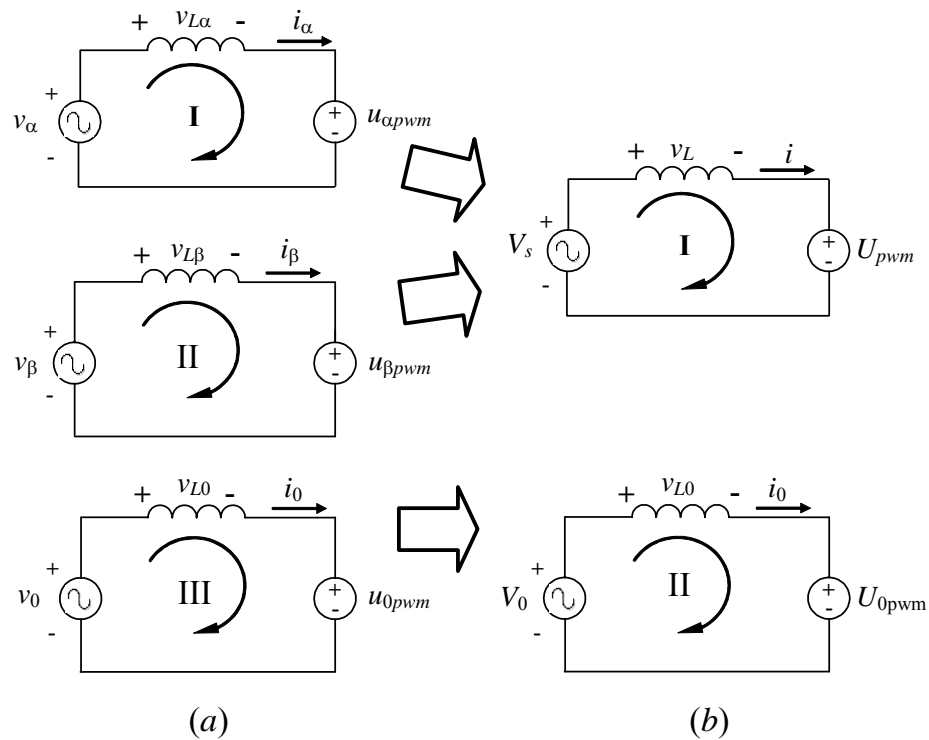 + vLα - iα
+ vα - I + - uαpwm
+ vL - i
+ Vs - I + - Upwm
+ vLβ - iβ
+ vβ - II + - uβpwm
+ vL0 - i0
+ v0 - III + - u0pwm
+ vL0 - i0
+ V0 - II + - U0pwm
(a) (b)